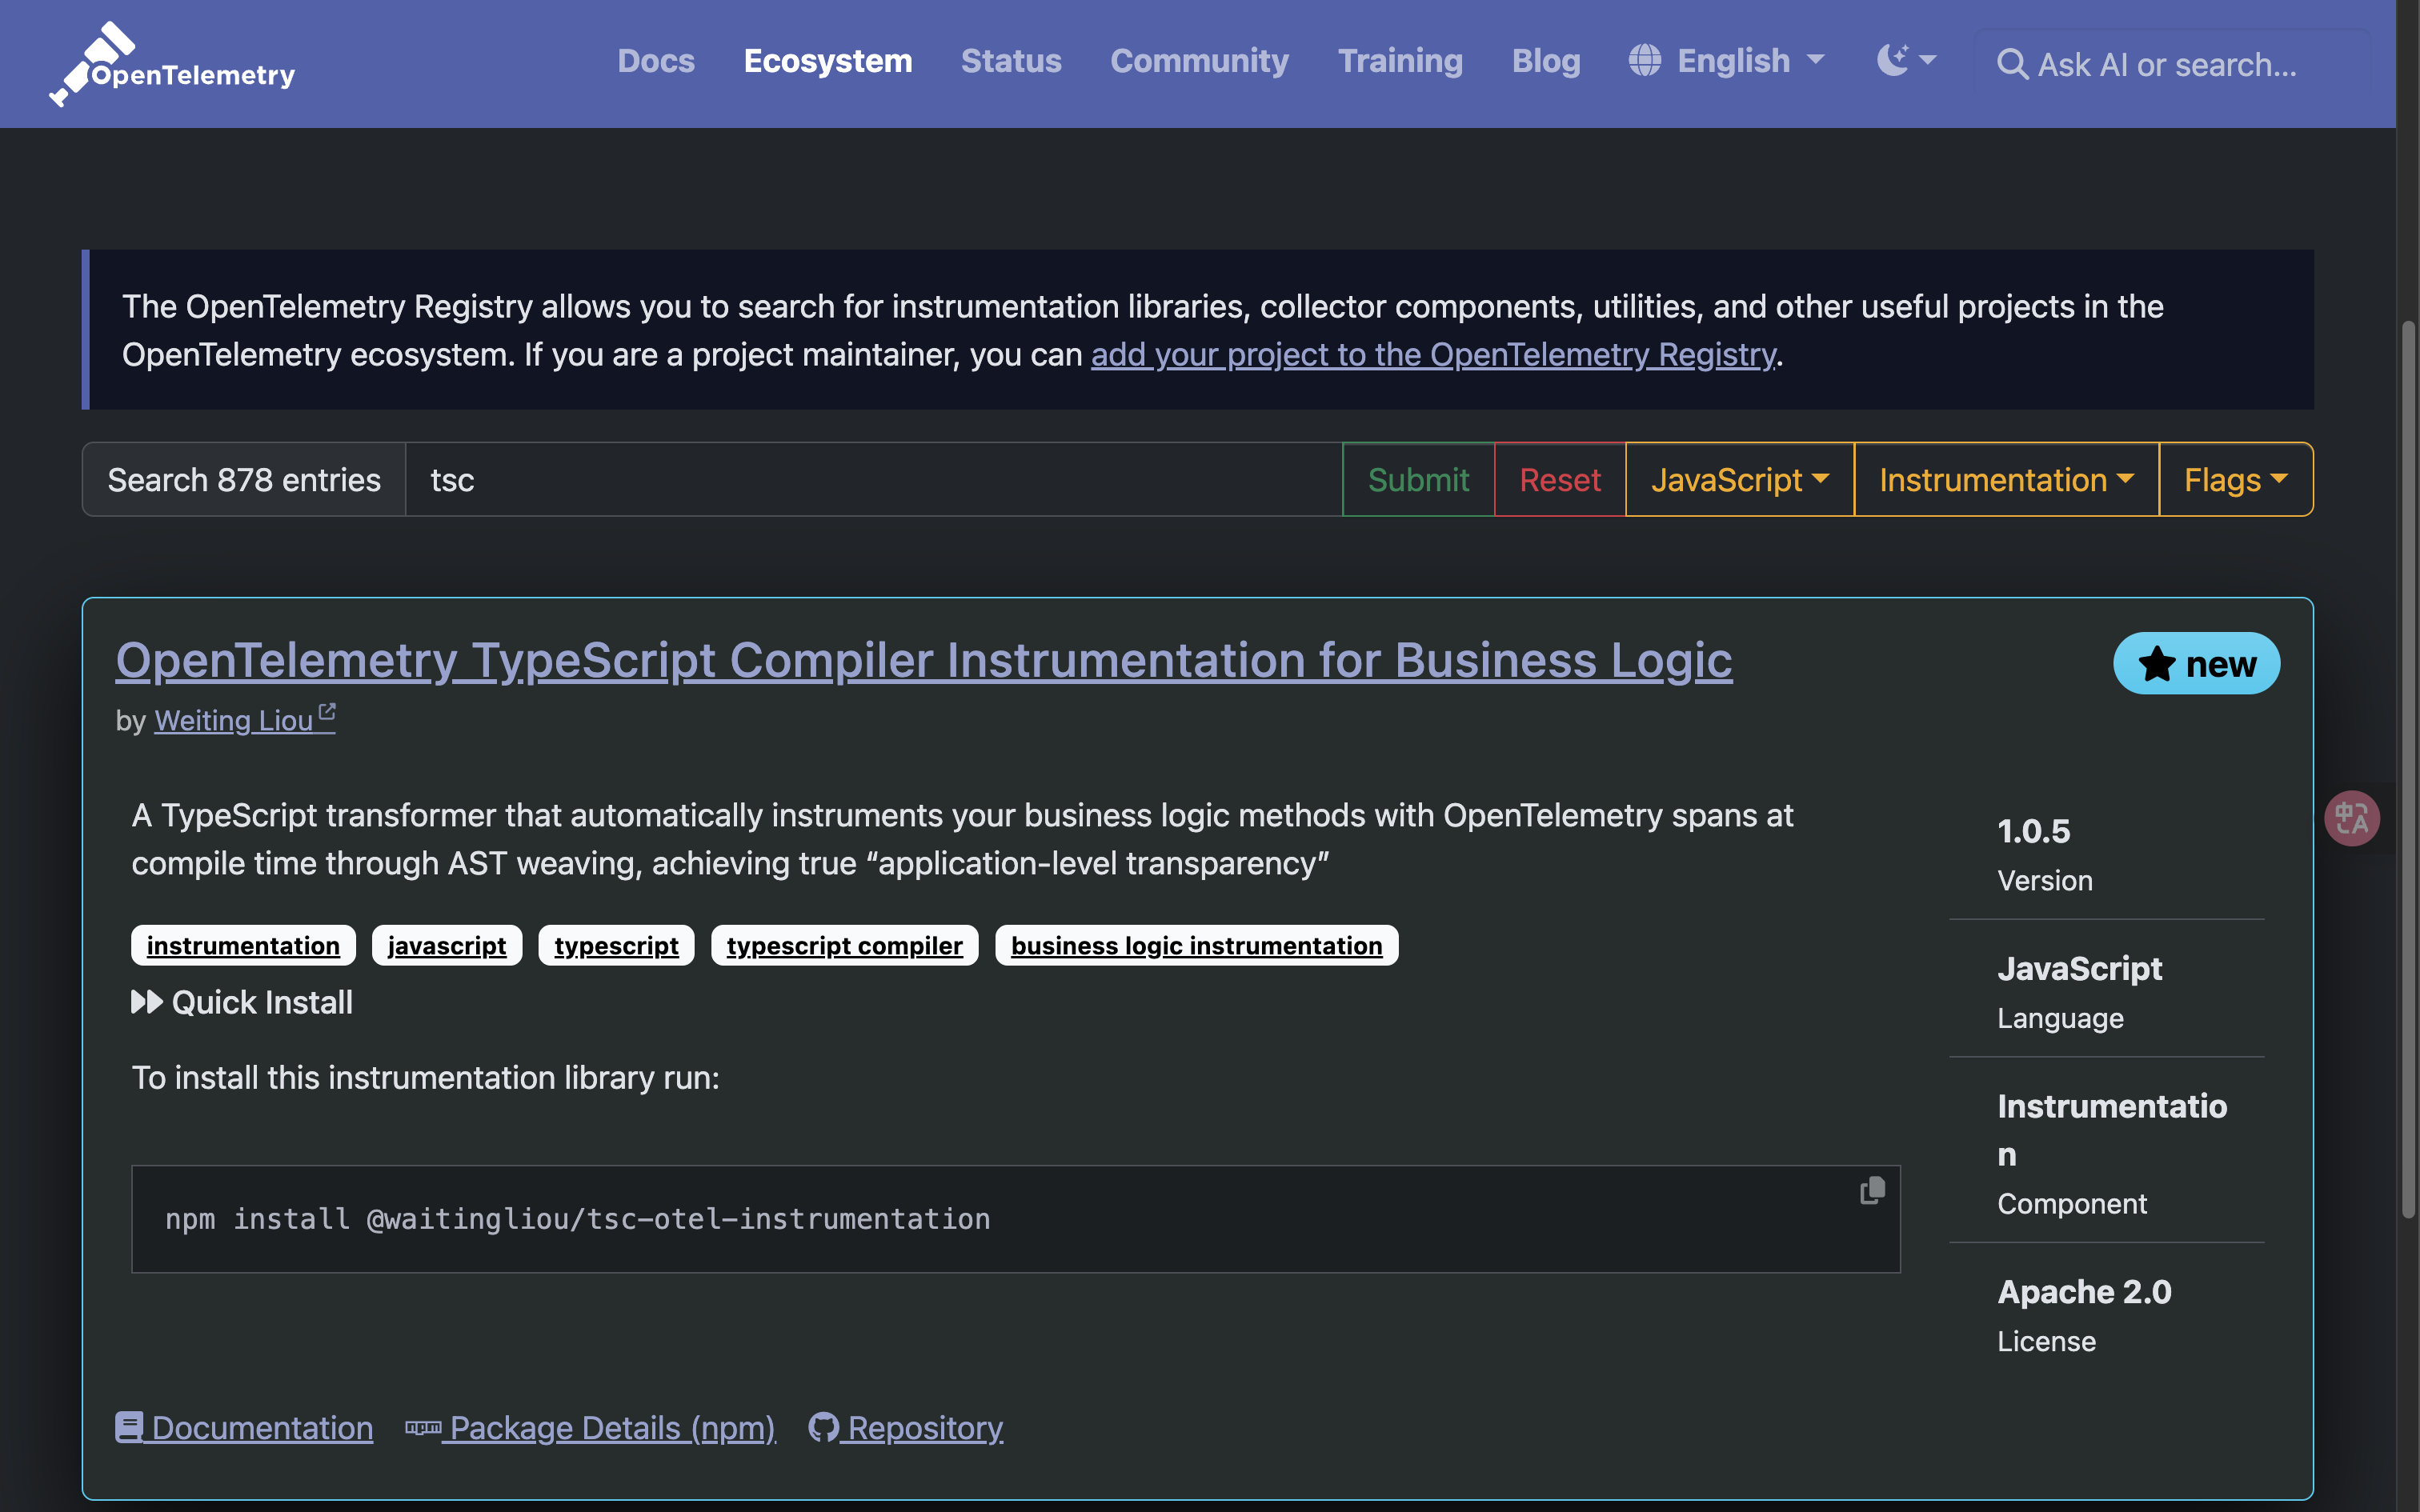 OpenTelemetry
Docs Ecosystem Status Community Training Blog English Ask AI or search...
The OpenTelemetry Registry allows you to search for instrumentation libraries, collector components, utilities, and other useful projects in the
OpenTelemetry ecosystem. If you are a project maintainer, you can add your project to the OpenTelemetry Registry.
Search 878 entries tsc Submit Reset JavaScript Instrumentation Flags
OpenTelemetry TypeScript Compiler Instrumentation for Business Logic
new
by Weiting Liou
A TypeScript transformer that automatically instruments your business logic methods with OpenTelemetry spans at
compile time through AST weaving, achieving true “application-level transparency”
instrumentation javascript typescript typescript compiler business logic instrumentation
Quick Install
To install this instrumentation library run:
npm install @waitingliou/tsc-otel-instrumentation
1.0.5
Version
JavaScript
Language
Instrumentatio
n
Component
Apache 2.0
License
Documentation npm Package Details (npm) Repository
中A